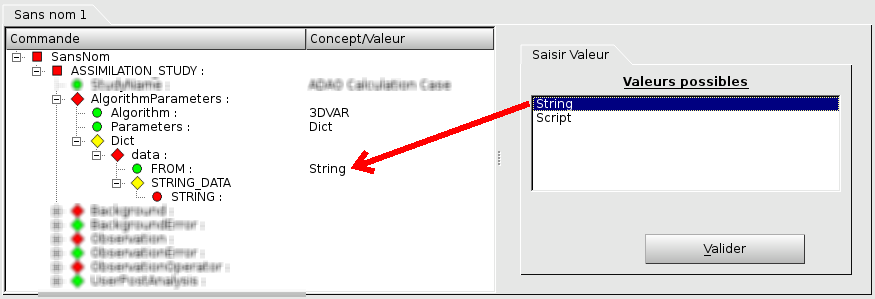 Sans nom 1
Commande Concept/Valeur
SansNom
ASSIMILATION_STUDY :
StudyName : ADAO Calculation Case
AlgorithmParameters :
Algorithm : 3DVAR
Parameters : Dict
Dict
data :
FROM : String
STRING_DATA
STRING :
Background :
BackgroundError :
Observation :
ObservationError :
ObservationOperator :
UserPostAnalysis :
Saisir Valeur
Valeurs possibles
String
Script
Valider